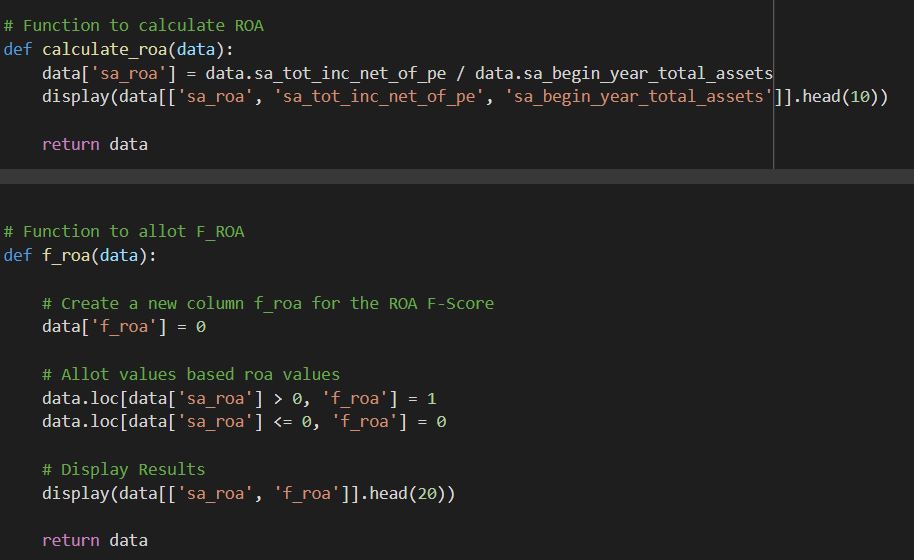 # Function to calculate ROA
def calculate_roa(data):
    data['sa_roa'] = data.sa_tot_inc_net_of_pe / data.sa_begin_year_total_assets
    display(data[['sa_roa', 'sa_tot_inc_net_of_pe', 'sa_begin_year_total_assets']].head(10))
    return data
# Function to allot F_ROA
def f_roa(data):
    # Create a new column f_roa for the ROA F-Score
    data['f_roa'] = 0
    # Allot values based roa values
    data.loc[data['sa_roa'] > 0, 'f_roa'] = 1
    data.loc[data['sa_roa'] <= 0, 'f_roa'] = 0
    # Display Results
    display(data[['sa_roa', 'f_roa']].head(20))
    return data